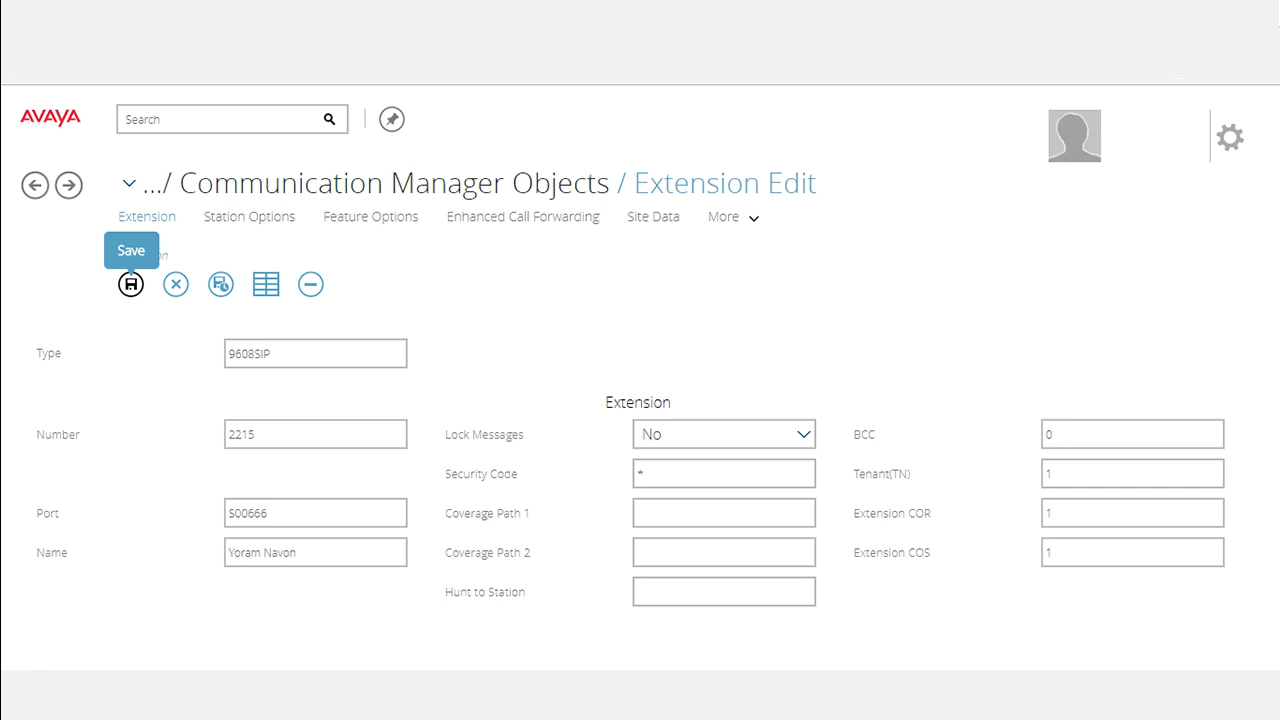 AVAYA
Search
.../ Communication Manager Objects / Extension Edit
Extension Station Options Feature Options Enhanced Call Forwarding Site Data More
Save
Type 9608SIP
Extension
Number 2215 Lock Messages No BCC 0
Security Code * Tenant(TN) 1
Port S00666 Coverage Path 1 Extension COR 1
Name Yoram Navon Coverage Path 2 Extension COS 1
Hunt to Station